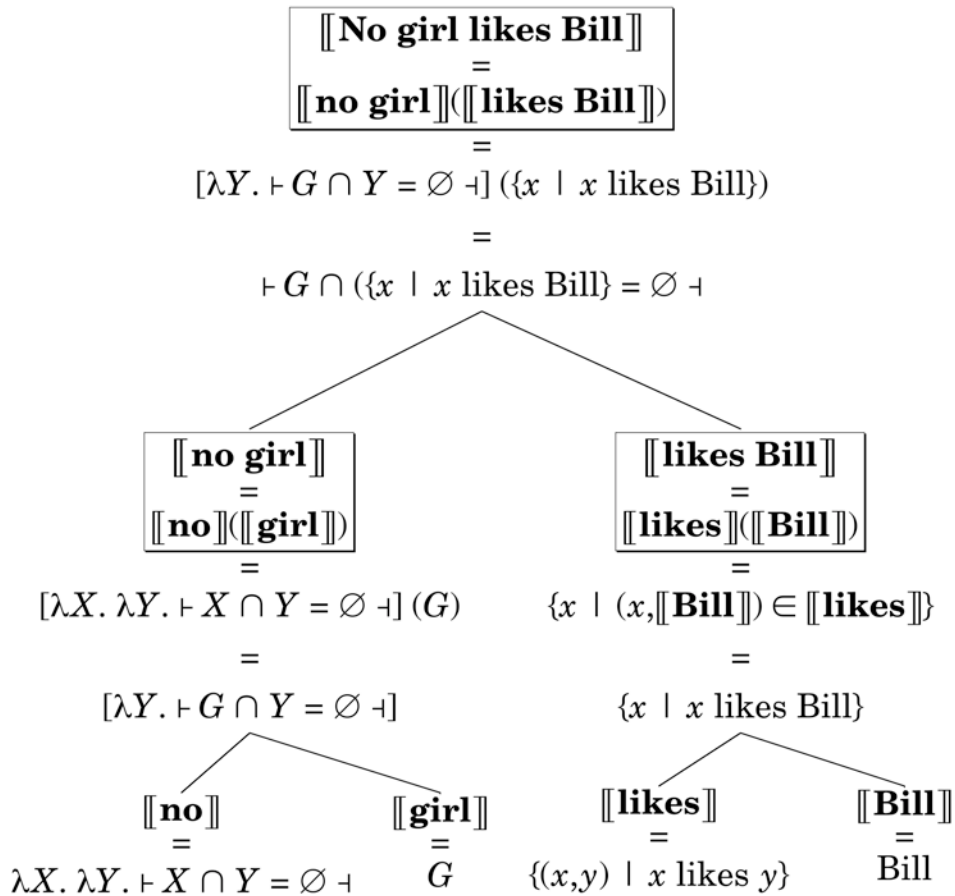 ⟦No girl likes Bill⟧
=
⟦no girl⟧(⟦likes Bill⟧)
=
[λY. ⊢ G ∩ Y = ∅ ⊣] ({x | x likes Bill})
=
⊢ G ∩ ({x | x likes Bill} = ∅ ⊣
⟦no girl⟧
=
⟦no⟧(⟦girl⟧)
=
[λX. λY. ⊢ X ∩ Y = ∅ ⊣] (G)
=
[λY. ⊢ G ∩ Y = ∅ ⊣]
⟦likes Bill⟧
=
⟦likes⟧(⟦Bill⟧)
=
{x | (x,⟦Bill⟧) ∈ ⟦likes⟧}
=
{x | x likes Bill}
⟦no⟧
=
λX. λY. ⊢ X ∩ Y = ∅ ⊣
⟦girl⟧
=
G
⟦likes⟧
=
{(x,y) | x likes y}
⟦Bill⟧
=
Bill